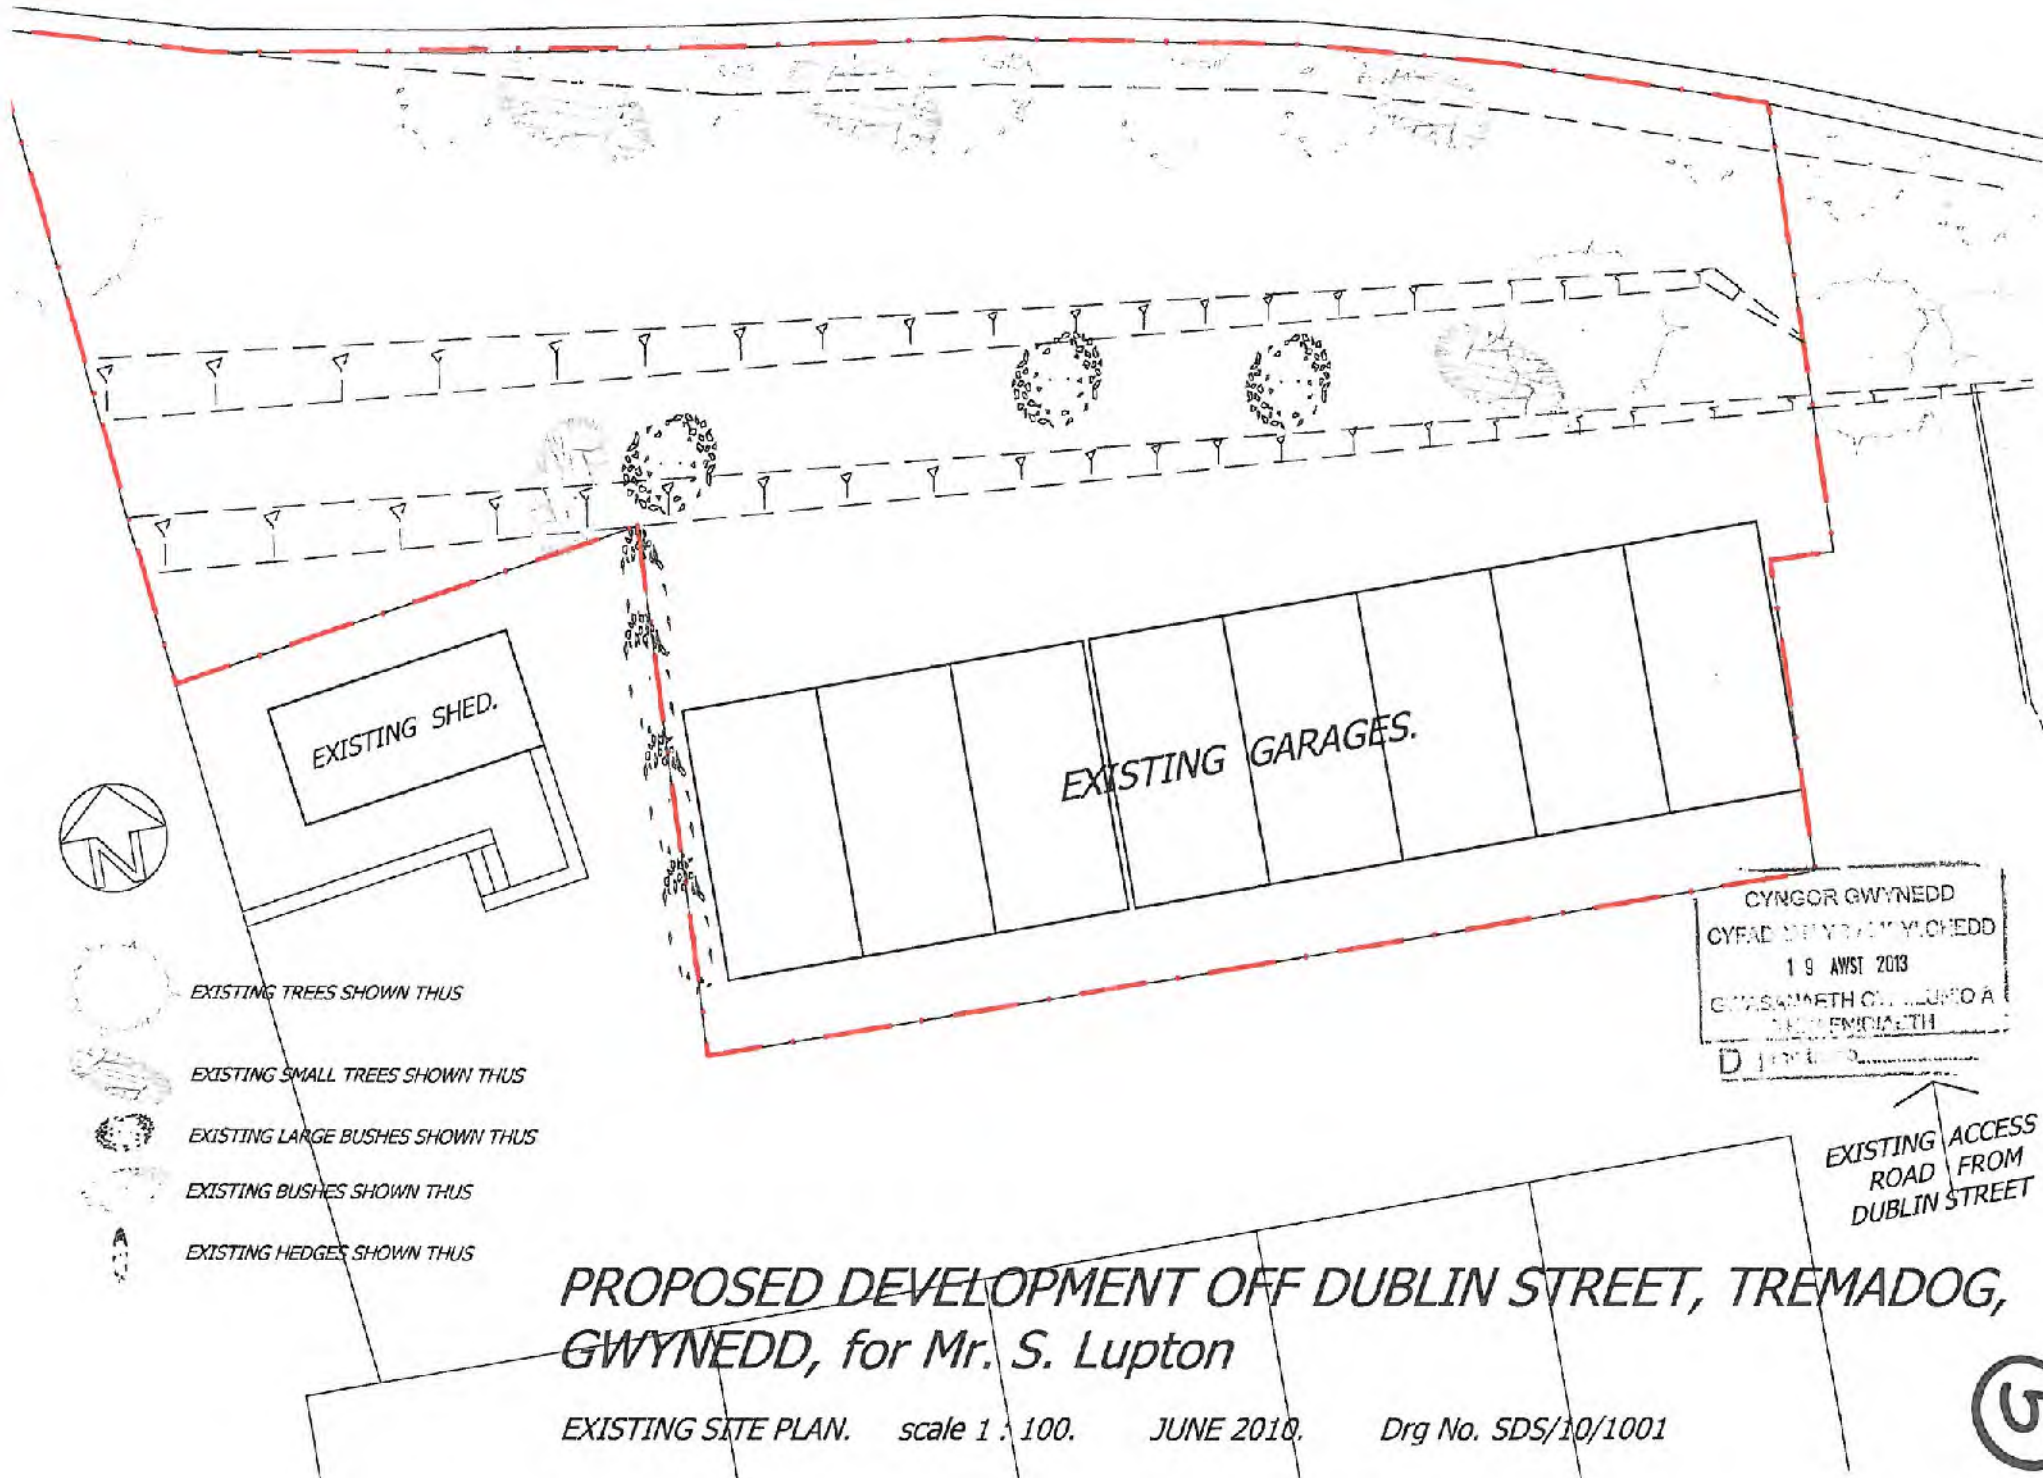 EXISTING SHED.
EXISTING GARAGES.
N
CYNGOR GWYNEDD
1 9 AWST 2013
EXISTING TREES SHOWN THUS
EXISTING SMALL TREES SHOWN THUS
EXISTING LARGE BUSHES SHOWN THUS
EXISTING BUSHES SHOWN THUS
EXISTING HEDGES SHOWN THUS
EXISTING ACCESS
ROAD FROM
DUBLIN STREET
PROPOSED DEVELOPMENT OFF DUBLIN STREET, TREMADOG,
GWYNEDD, for Mr. S. Lupton
EXISTING SITE PLAN. scale 1 : 100. JUNE 2010. Drg No. SDS/10/1001
5